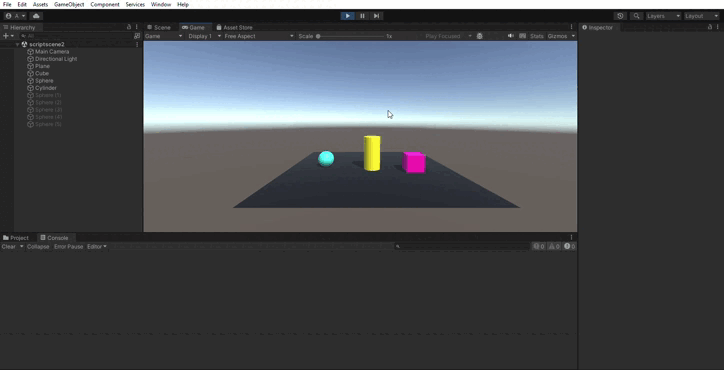 File Edit Assets GameObject Component Services Window Help
A
Layers Layout
Hierarchy
Scene Game Asset Store
Inspector
All
Game Display 1 Free Aspect Scale 1x Play Focused Stats Gizmos
scriptscene2
Main Camera
Directional Light
Plane
Cube
Sphere
Cylinder
Sphere (1)
Sphere (2)
Sphere (3)
Sphere (4)
Sphere (5)
Project Console
Clear Collapse Error Pause Editor 0 0 0